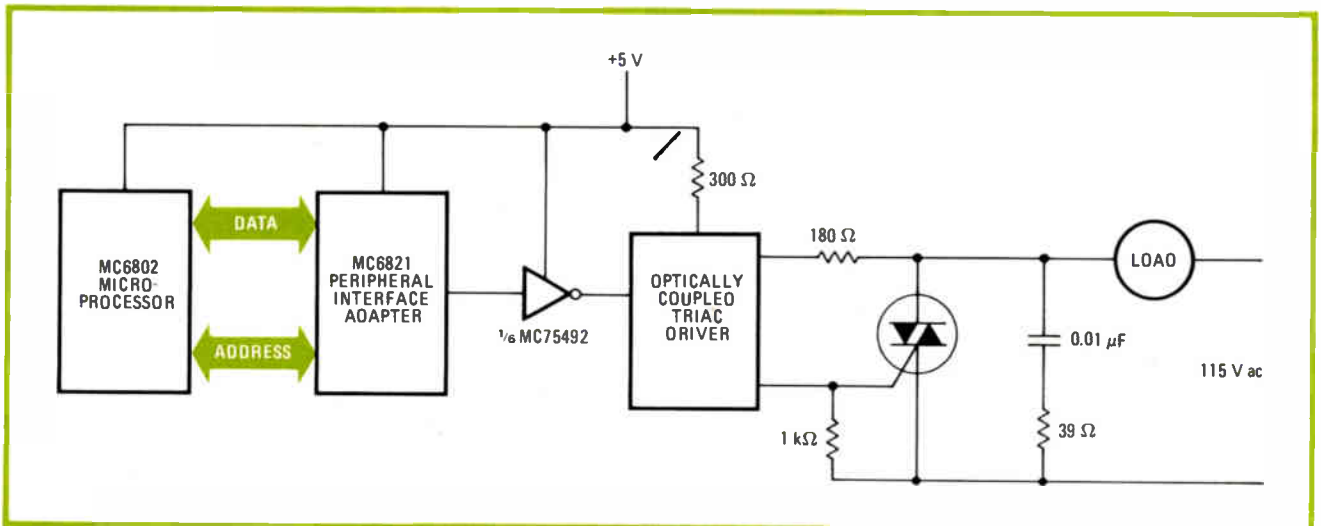 +5 V
300 Ω
DATA
ADDRESS
MC6802
MICRO-
PROCESSOR
MC6821
PERIPHERAL
INTERFACE
AOAPTER
1/6 MC75492
OPTICALLY
COUPLEO
TRIAC
ORIVER
180 Ω
LOAO
0.01 μF
115 V ac
1 kΩ
39 Ω